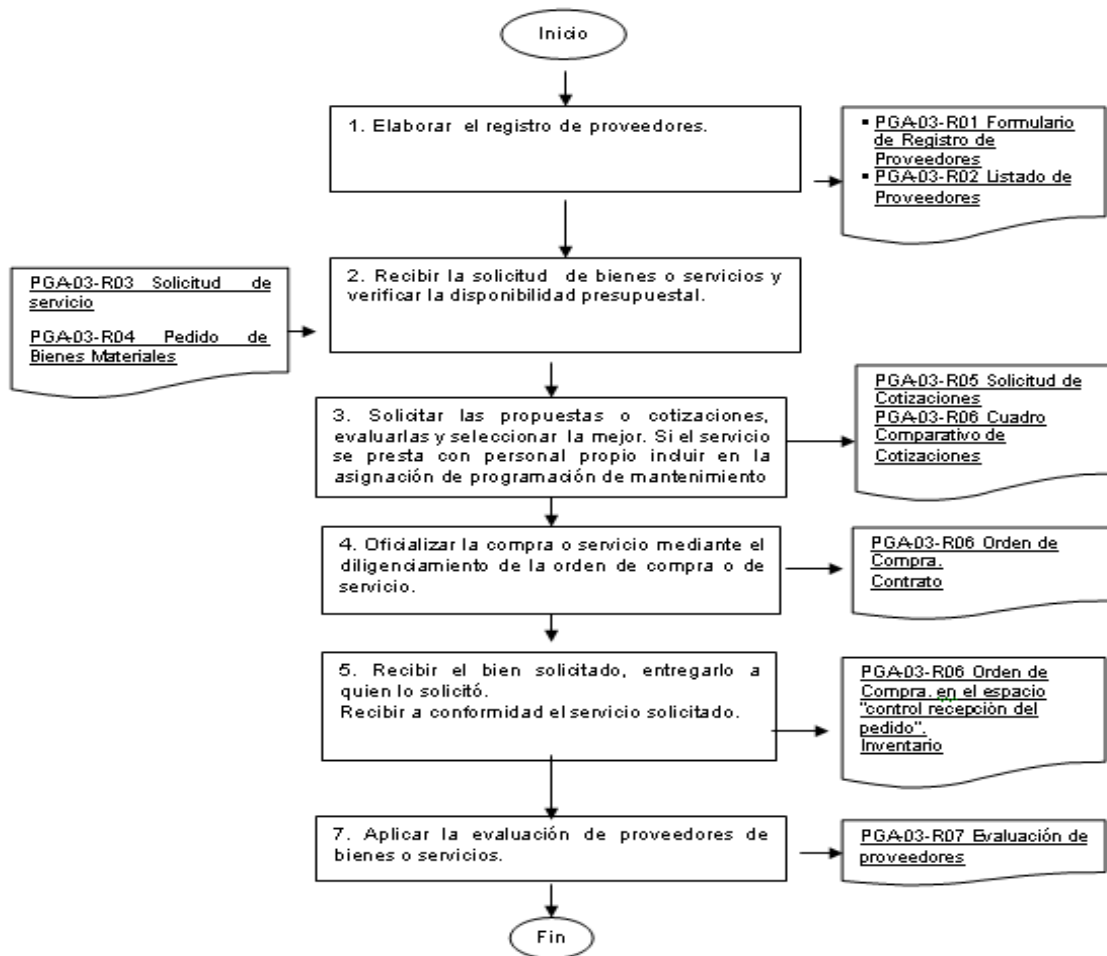 Inicio
1. Elaborar el registro de proveedores.
▪ PGA-03-R01 Formulario
de Registro de
Proveedores
▪ PGA-03-R02 Listado de
Proveedores
PGA-03-R03 Solicitud de
servicio
PGA-03-R04 Pedido de
Bienes Materiales
2. Recibir la solicitud de bienes o servicios y
verificar la disponibilidad presupuestal.
3. Solicitar las propuestas o cotizaciones,
evaluarlas y seleccionar la mejor. Si el servicio
se presta con personal propio incluir en la
asignación de programación de mantenimiento
PGA-03-R05 Solicitud de
Cotizaciones
PGA-03-R06 Cuadro
Comparativo de
Cotizaciones
4. Oficializar la compra o servicio mediante el
diligenciamiento de la orden de compra o de
servicio.
PGA-03-R06 Orden de
Compra.
Contrato
5. Recibir el bien solicitado, entregarlo a
quien lo solicitó.
Recibir a conformidad el servicio solicitado.
PGA-03-R06 Orden de
Compra. en el espacio
"control recepción del
pedido".
Inventario
7. Aplicar la evaluación de proveedores de
bienes o servicios.
PGA-03-R07 Evaluación de
proveedores
Fin